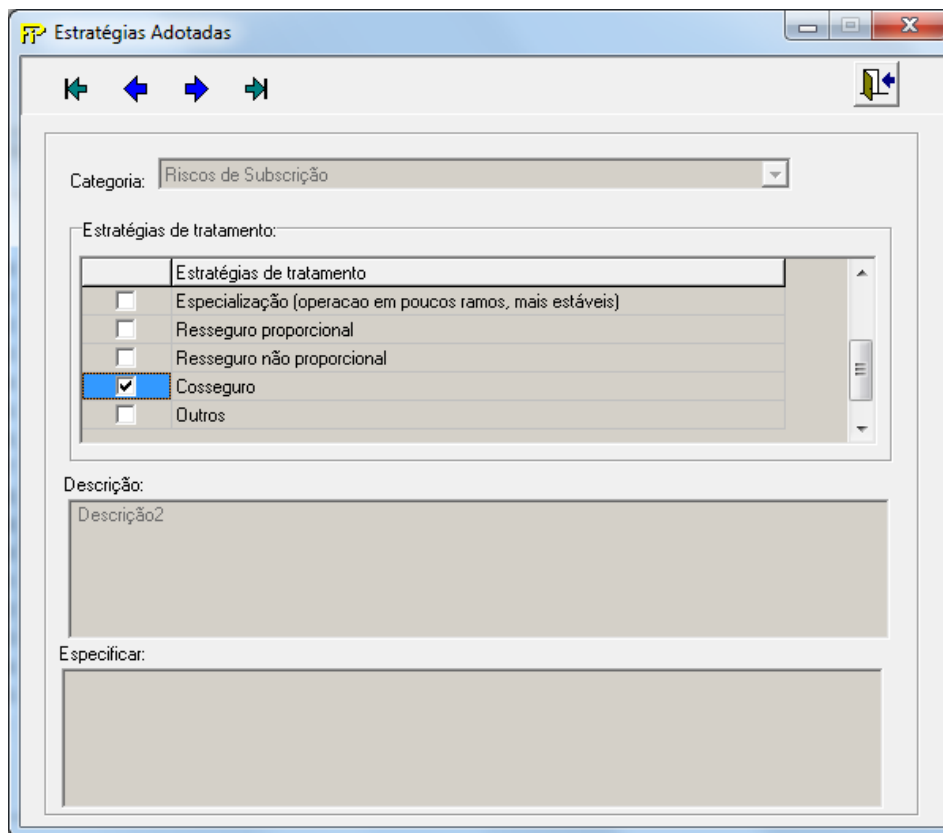 Estratégias Adotadas
Categoria: Riscos de Subscrição
Estratégias de tratamento:
Estratégias de tratamento
Especialização (operacao em poucos ramos, mais estáveis)
Resseguro proporcional
Resseguro não proporcional
Cosseguro
Outros
Descrição:
Descrição2
Especificar: